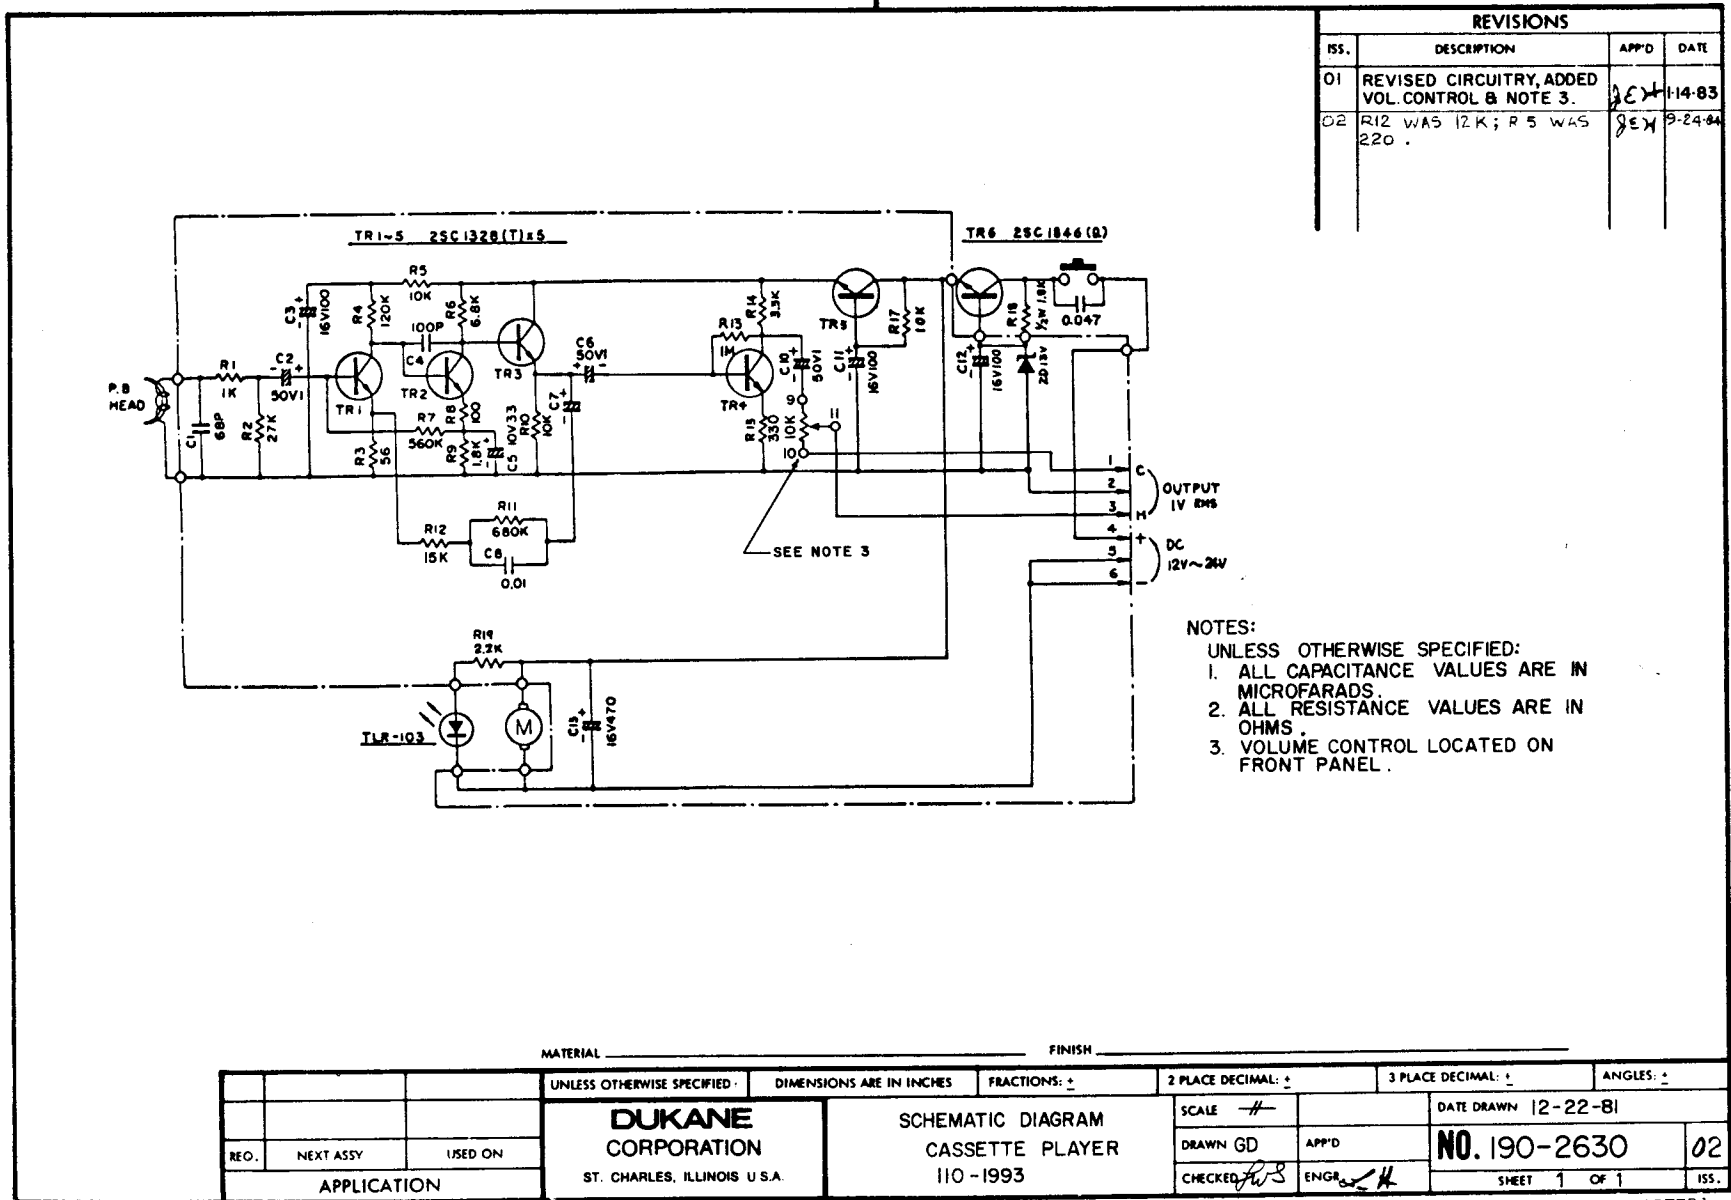 REVISIONS
ISS. DESCRIPTION APP'D DATE
01 REVISED CIRCUITRY, ADDED VOL. CONTROL & NOTE 3. JEH 1-14-83
02 R12 WAS 12K; R5 WAS 220. JEH 9-24-84
TR1~5 2SC1328(T)x5
TR6 2SC1846(Q)
P.B HEAD
R1
1K
C1
68P
R2
27K
C2
50V1
C3
16V100
R4
120K
R5
10K
R6
6.8K
100P
C4
TR1
TR2
TR3
R3
56
R7
560K
R8
100
R9
1.8K
C5
10V33
R10
10K
C6
50V1
C7
R11
680K
R12
15K
C8
0.01
R13
1M
R14
3.3K
TR4
R15
330
C10
50V1
9
10K
11
10
TR5
C11
16V100
R17
10K
C12
16V100
R18
1/2W 1.8K
0.047
ZD13V
SEE NOTE 3
1 C
2
3 H
OUTPUT
1V RMS
4 +
5
6 -
DC
12V~24V
R19
2.2K
TLR-103
M
C13
16V470
NOTES:
UNLESS OTHERWISE SPECIFIED:
1. ALL CAPACITANCE VALUES ARE IN
MICROFARADS.
2. ALL RESISTANCE VALUES ARE IN
OHMS.
3. VOLUME CONTROL LOCATED ON
FRONT PANEL.
MATERIAL FINISH
UNLESS OTHERWISE SPECIFIED: DIMENSIONS ARE IN INCHES FRACTIONS: ± 2 PLACE DECIMAL: ± 3 PLACE DECIMAL: ± ANGLES: ±
REQ. NEXT ASSY USED ON
APPLICATION
DUKANE
CORPORATION
ST. CHARLES, ILLINOIS U.S.A.
SCHEMATIC DIAGRAM
CASSETTE PLAYER
110-1993
SCALE
DATE DRAWN 12-22-81
DRAWN GD APP'D
NO. 190-2630 02
CHECKED ENGR.
SHEET 1 OF 1 ISS.